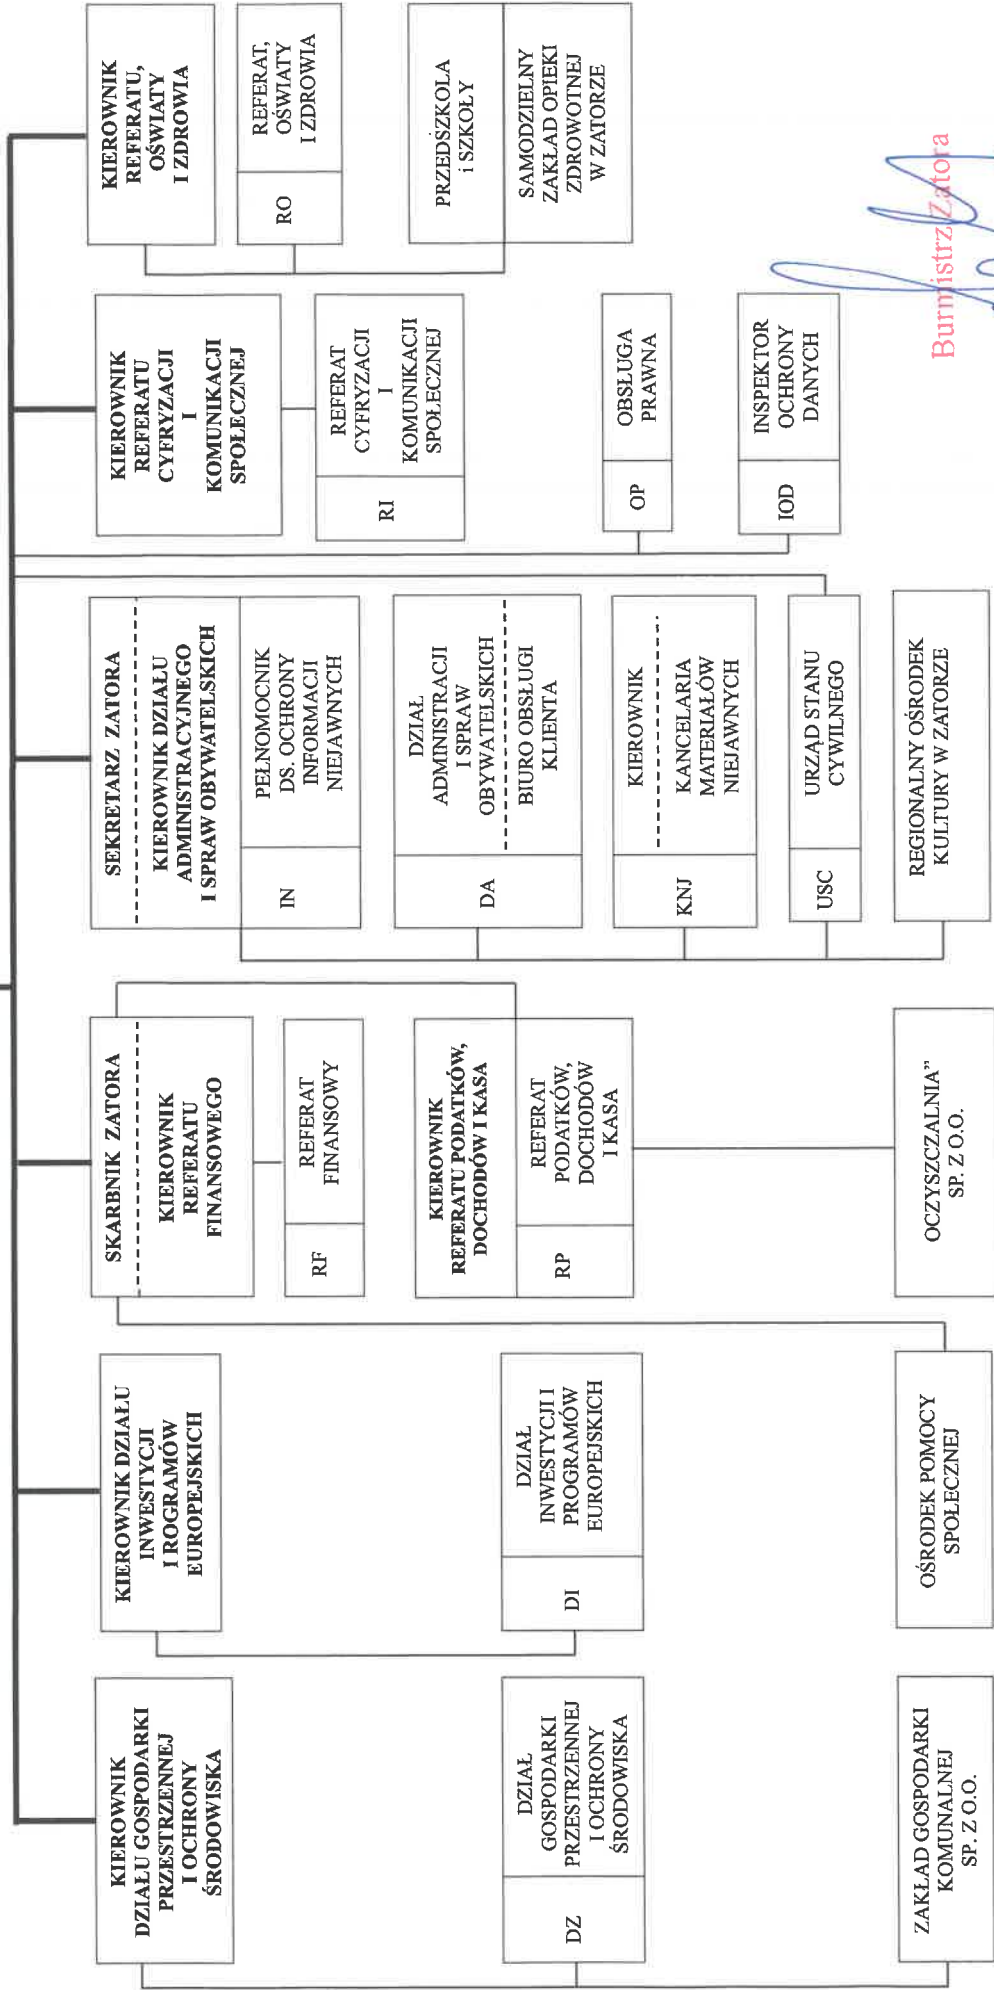 KIEROWNIK
DZIAŁU GOSPODARKI
PRZESTRZENNEJ
I OCHRONY
ŚRODOWISKA
DZ
DZIAŁ
GOSPODARKI
PRZESTRZENNEJ
I OCHRONY
ŚRODOWISKA
ZAKŁAD GOSPODARKI
KOMUNALNEJ
SP. Z O.O.
KIEROWNIK DZIAŁU
INWESTYCJI
I ROGRAMÓW
EUROPEJSKICH
DI
DZIAŁ
INWESTYCJI I
PROGRAMÓW
EUROPEJSKICH
OŚRODEK POMOCY
SPOŁECZNEJ
SKARBNIK ZATORA
KIEROWNIK
REFERATU
FINANSOWEGO
RF
REFERAT
FINANSOWY
KIEROWNIK
REFERATU PODATKÓW,
DOCHODÓW I KASA
RP
REFERAT
PODATKÓW,
DOCHODÓW
I KASA
OCZYSZCZALNIA”
SP. Z O.O.
SEKRETARZ ZATORA
KIEROWNIK DZIAŁU
ADMINISTRACYJNEGO
I SPRAW OBYWATELSKICH
IN
PEŁNOMOCNIK
DS. OCHRONY
INFORMACJI
NIEJAWNYCH
DA
DZIAŁ
ADMINISTRACJI
I SPRAW
OBYWATELSKICH
BIURO OBSŁUGI
KLIENTA
KNJ
KIEROWNIK
KANCELARIA
MATERIAŁÓW
NIEJAWNYCH
USC
URZĄD STANU
CYWILNEGO
REGIONALNY OŚRODEK
KULTURY W ZATORZE
KIEROWNIK
REFERATU
CYFRYZACJI
I
KOMUNIKACJI
SPOŁECZNEJ
RI
REFERAT
CYFRYZACJI
I
KOMUNIKACJI
SPOŁECZNEJ
OP
OBSŁUGA
PRAWNA
IOD
INSPEKTOR
OCHRONY
DANYCH
KIEROWNIK
REFERATU,
OŚWIATY
I ZDROWIA
RO
REFERAT,
OŚWIATY
I ZDROWIA
PRZEDSZKOLA
i SZKOŁY
SAMODZIELNY
ZAKŁAD OPIEKI
ZDROWOTNEJ
W ZATORZE
Burmistrz Zatora